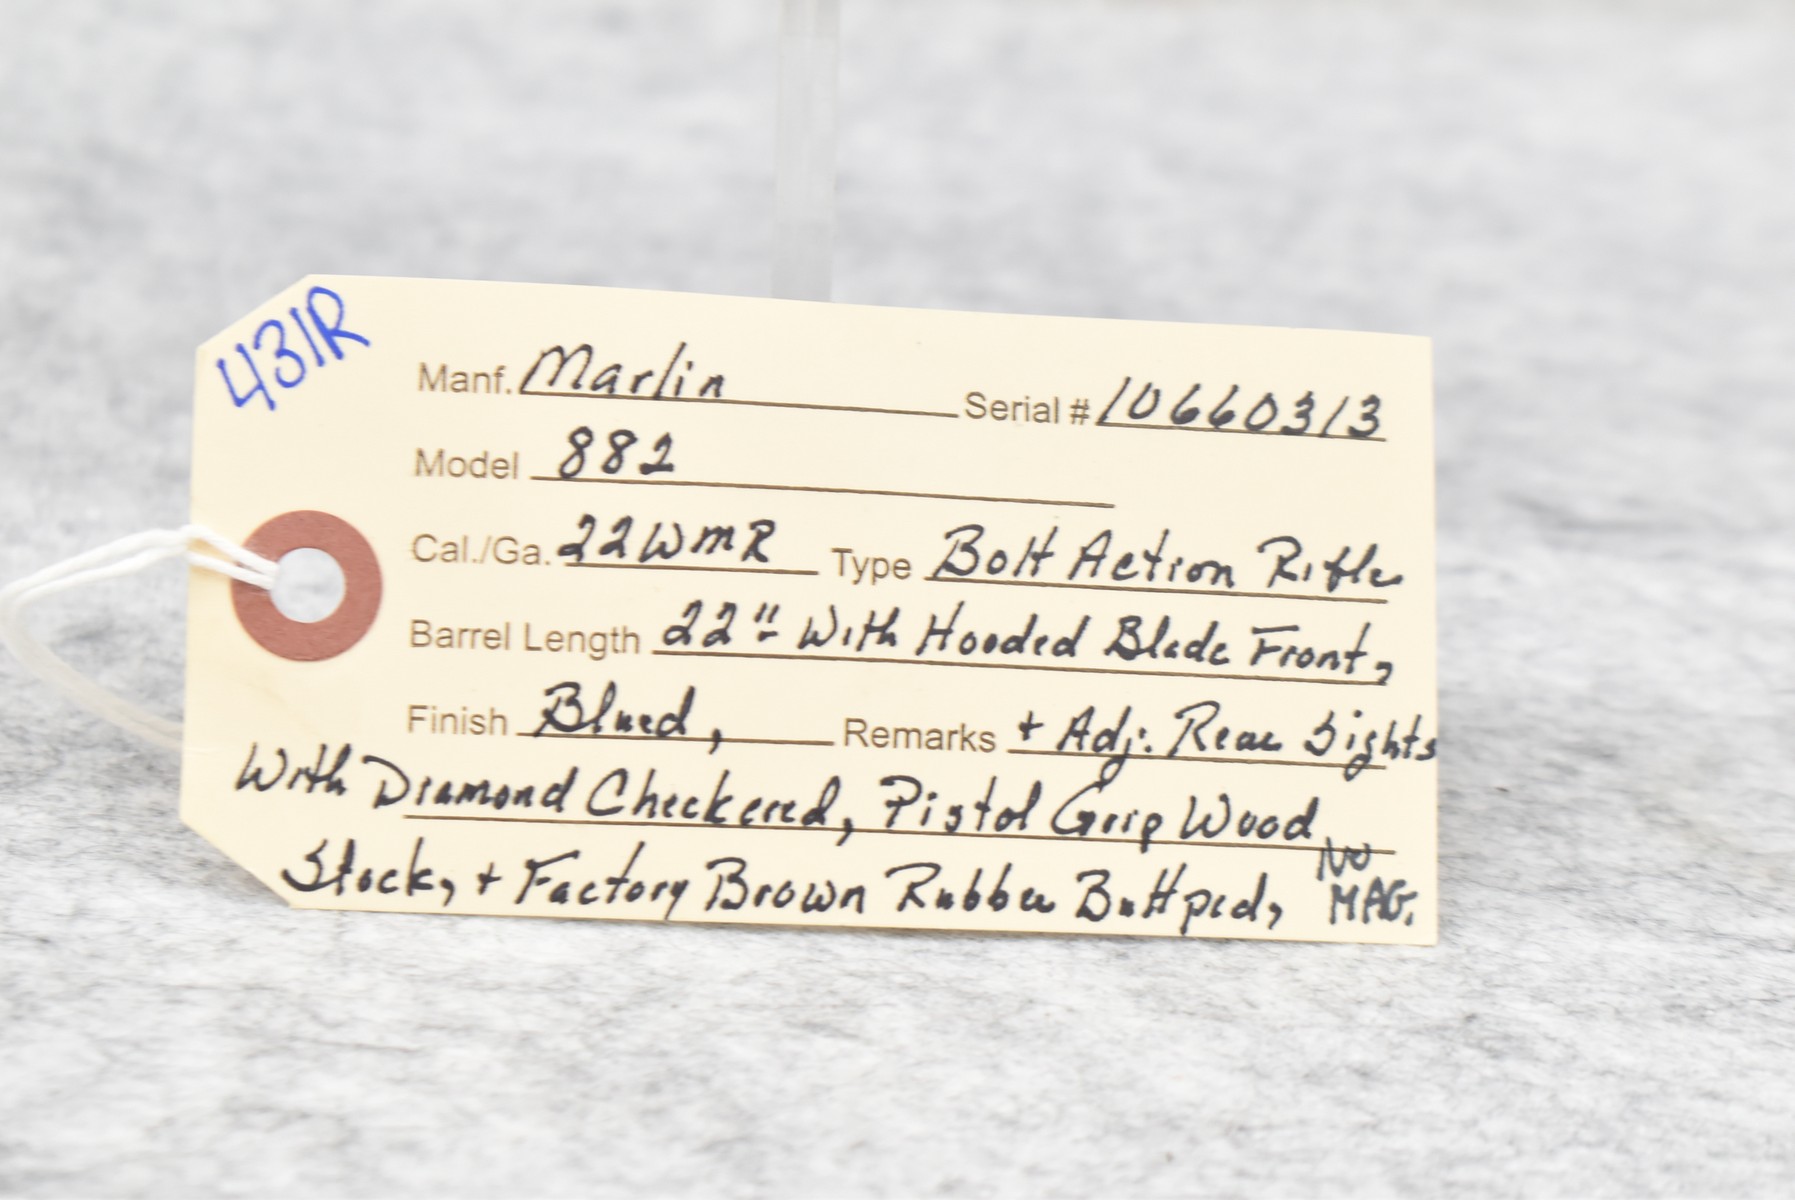 431R
Manf. Marlin Serial # 10660313
Model 882
Cal./Ga. 22WMR Type Bolt Action Rifle
Barrel Length 22" With Hooded Blade Front,
Finish Blued, Remarks + Adj. Rear Sights
With Diamond Checkered, Pistol Grip Wood
Stock, + Factory Brown Rubber Buttpad, NO
MAG.